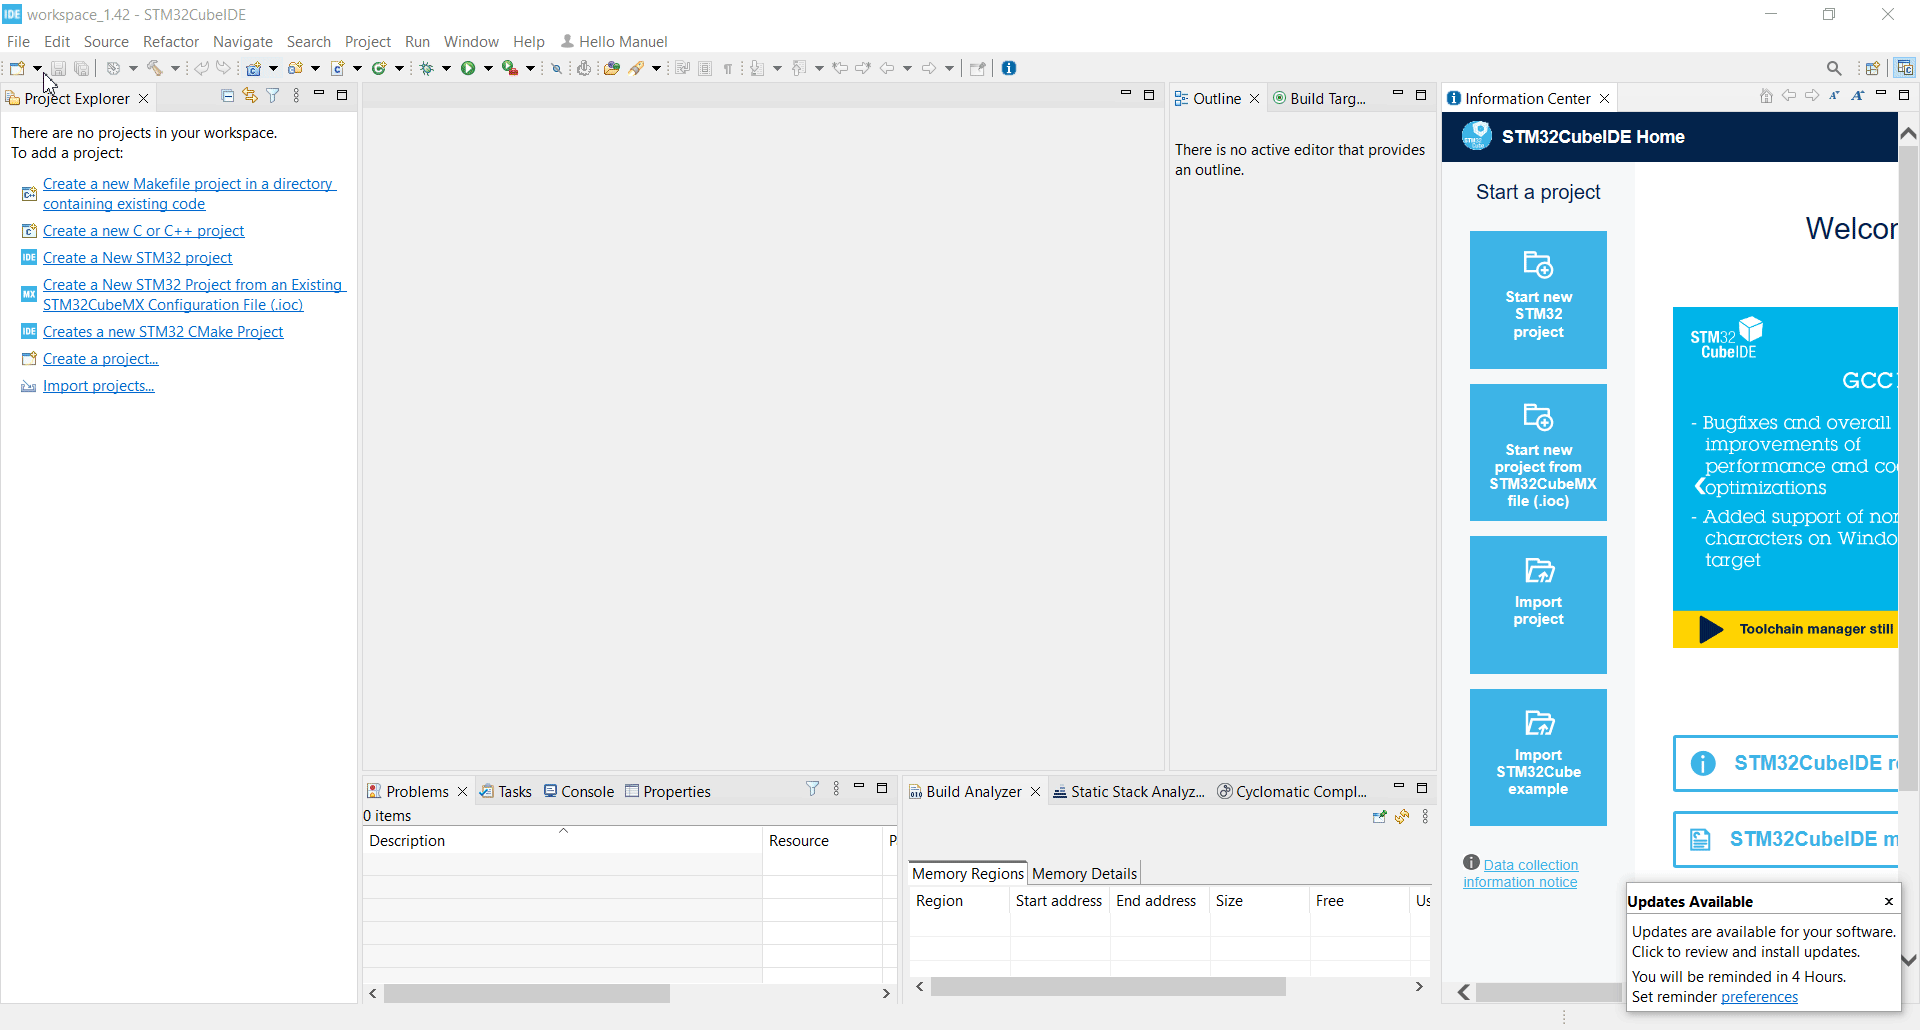 IDE workspace_1.42 - STM32CubeIDE
File Edit Source Refactor Navigate Search Project Run Window Help Hello Manuel
Project Explorer
There are no projects in your workspace.
To add a project:
Create a new Makefile project in a directory
containing existing code
Create a new C or C++ project
IDE Create a New STM32 project
MX Create a New STM32 Project from an Existing
STM32CubeMX Configuration File (.ioc)
IDE Creates a new STM32 CMake Project
Create a project...
Import projects...
Outline Build Targ...
There is no active editor that provides
an outline.
Information Center
STM32CubeIDE Home
Start a project
Start new
STM32
project
Start new
project from
STM32CubeMX
file (.ioc)
Import
project
Import
STM32Cube
example
Data collection
information notice
Welcor
STM32
CubeIDE
GCC
- Bugfixes and overall
improvements of
performance and co
optimizations
- Added support of nor
characters on Windo
target
Toolchain manager still
STM32CubeIDE r
STM32CubeIDE m
Problems Tasks Console Properties
0 items
Description Resource P
Build Analyzer Static Stack Analyz... Cyclomatic Compl...
Memory Regions Memory Details
Region Start address End address Size Free Us
Updates Available
Updates are available for your software.
Click to review and install updates.
You will be reminded in 4 Hours.
Set reminder preferences